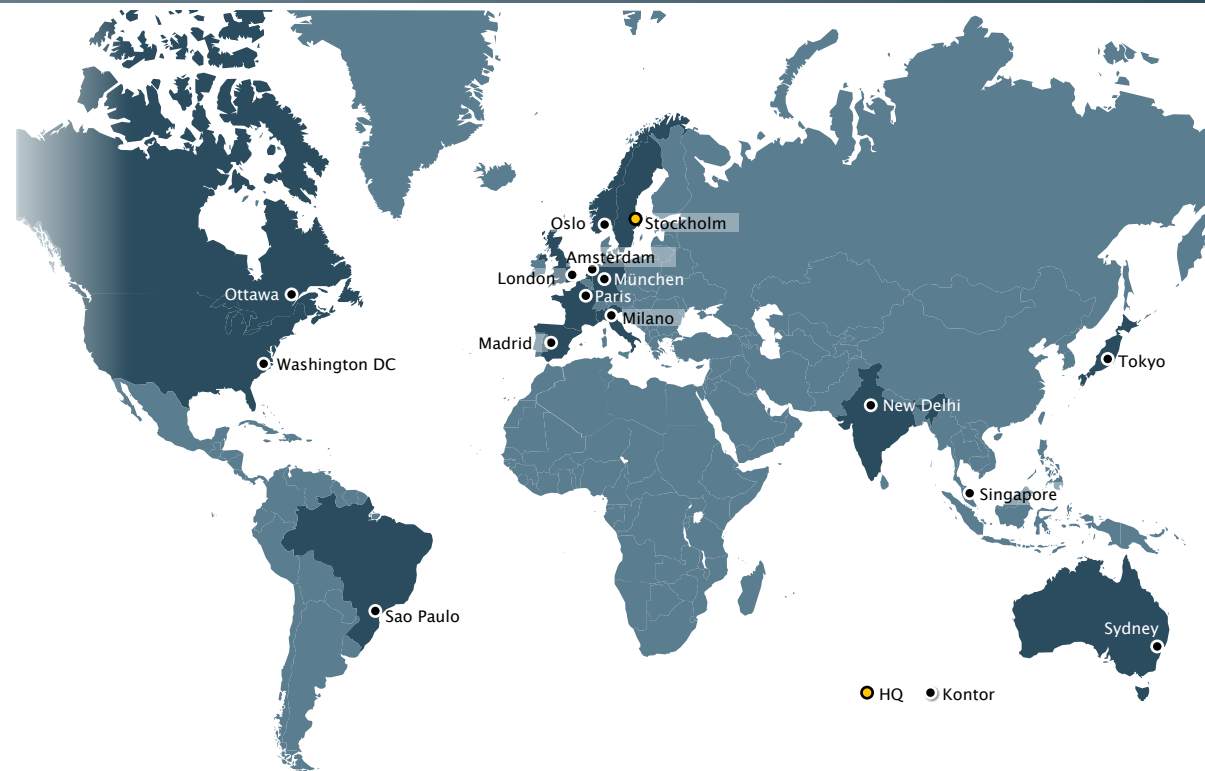 Oslo
Stockholm
Amsterdam
London
München
Ottawa
Paris
Milano
Madrid
Washington DC
Tokyo
New Delhi
Singapore
Sao Paulo
Sydney
HQ
Kontor